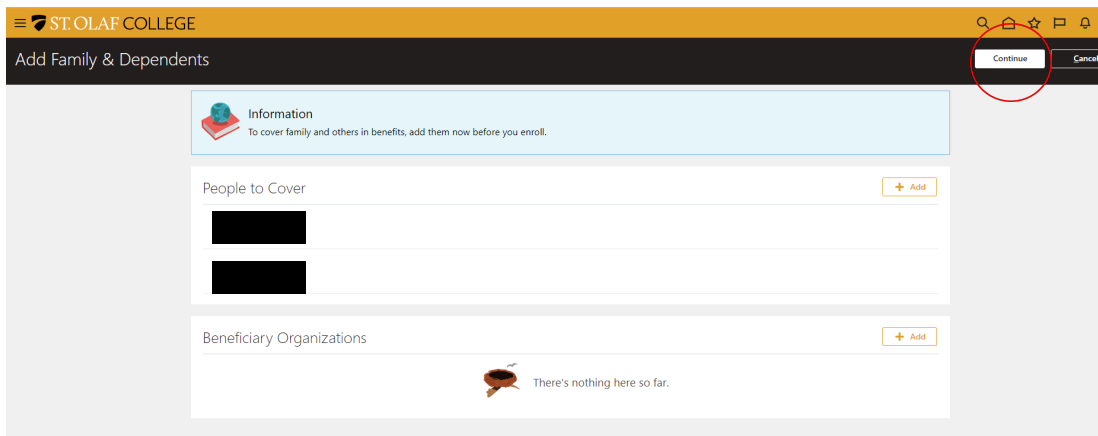 ST. OLAF COLLEGE
Add Family & Dependents
Continue
Cancel
Information
To cover family and others in benefits, add them now before you enroll.
People to Cover
+ Add
Beneficiary Organizations
+ Add
There's nothing here so far.